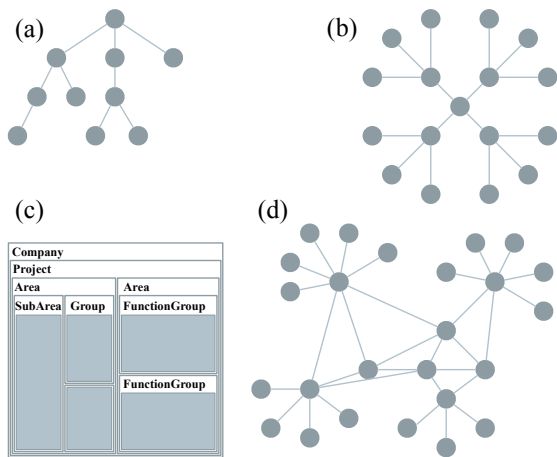 (a)
(b)
(c)
(d)
Company
Project
Area Area
SubArea Group FunctionGroup
FunctionGroup